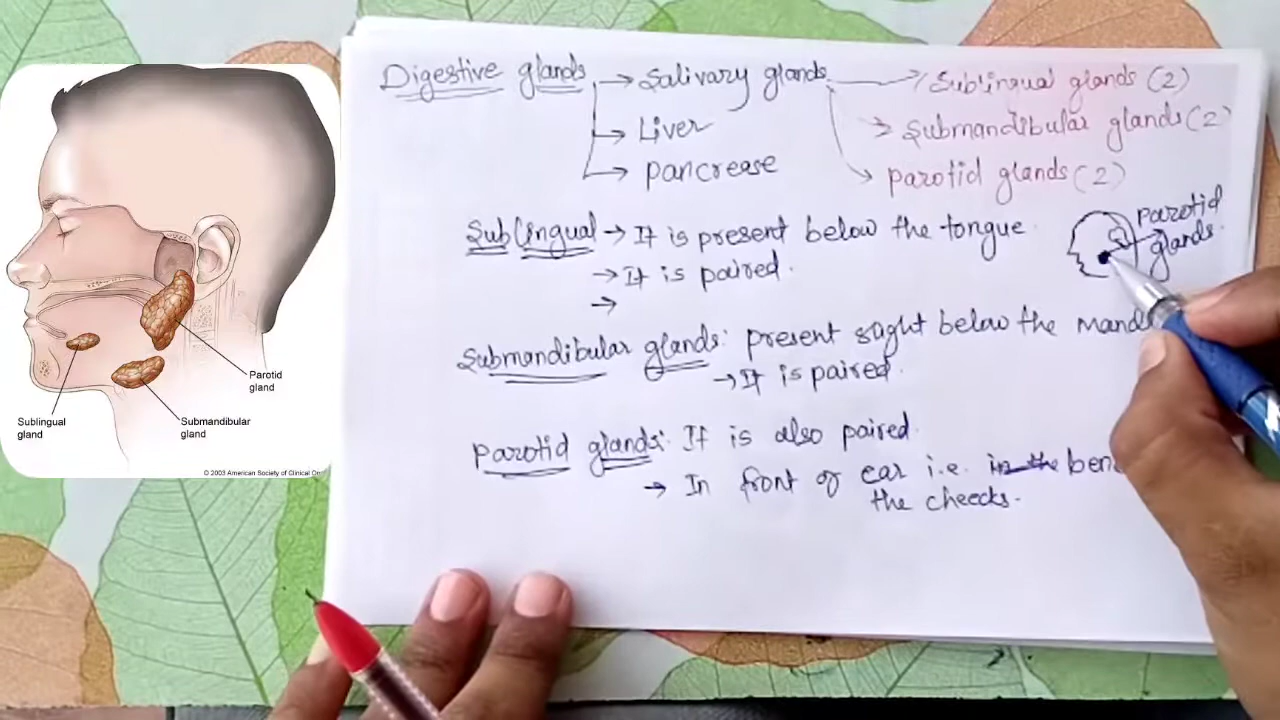 Digestive glands → Salivary glands → Sublingual glands (2)
→ Liver → Submandibular glands (2)
→ pancrease → parotid glands (2)
Sublingual → It is present below the tongue
→ It is paired.
→
parotid
glands.
Submandibular glands: present slight below the Mand
→ It is paired.
parotid glands: It is also paired.
→ In front of ear i.e. in the
the cheecks.
Parotid
gland
Sublingual
gland
Submandibular
gland
© 2003 American Society of Clinical On